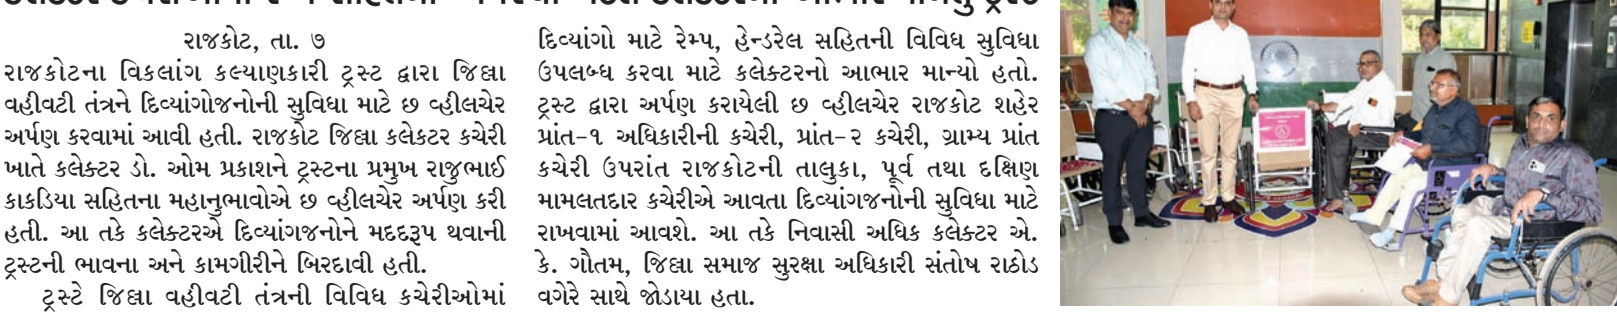 રાજકોટ, તા. ૭
રાજકોટના વિકલાંગ કલ્યાણકારી ટ્રસ્ટ દ્વારા જિલ્લા
વહીવટી તંત્રને દિવ્યાંગોજનોની સુવિધા માટે છ વ્હીલચેર
અર્પણ કરવામાં આવી હતી. રાજકોટ જિલ્લા કલેકટર કચેરી
ખાતે કલેક્ટર ડો. ઓમ પ્રકાશને ટ્રસ્ટના પ્રમુખ રાજુભાઈ
કાકડિયા સહિતના મહાનુભાવોએ છ વ્હીલચેર અર્પણ કરી
હતી. આ તકે કલેક્ટરએ દિવ્યાંગજનોને મદદરૂપ થવાની
ટ્રસ્ટની ભાવના અને કામગીરીને બિરદાવી હતી.
ટ્રસ્ટે જિલ્લા વહીવટી તંત્રની વિવિધ કચેરીઓમાં
દિવ્યાંગો માટે રેમ્પ, હેન્ડરેલ સહિતની વિવિધ સુવિધા
ઉપલબ્ધ કરવા માટે કલેક્ટરનો આભાર માન્યો હતો.
ટ્રસ્ટ દ્વારા અર્પણ કરાયેલી છ વ્હીલચેર રાજકોટ શહેર
પ્રાંત-૧ અધિકારીની કચેરી, પ્રાંત-૨ કચેરી, ગ્રામ્ય પ્રાંત
કચેરી ઉપરાંત રાજકોટની તાલુકા, પૂર્વ તથા દક્ષિણ
મામલતદાર કચેરીએ આવતા દિવ્યાંગજનોની સુવિધા માટે
રાખવામાં આવશે. આ તકે નિવાસી અધિક કલેક્ટર એ.
કે. ગૌતમ, જિલ્લા સમાજ સુરક્ષા અધિકારી સંતોષ રાઠોડ
વગેરે સાથે જોડાયા હતા.